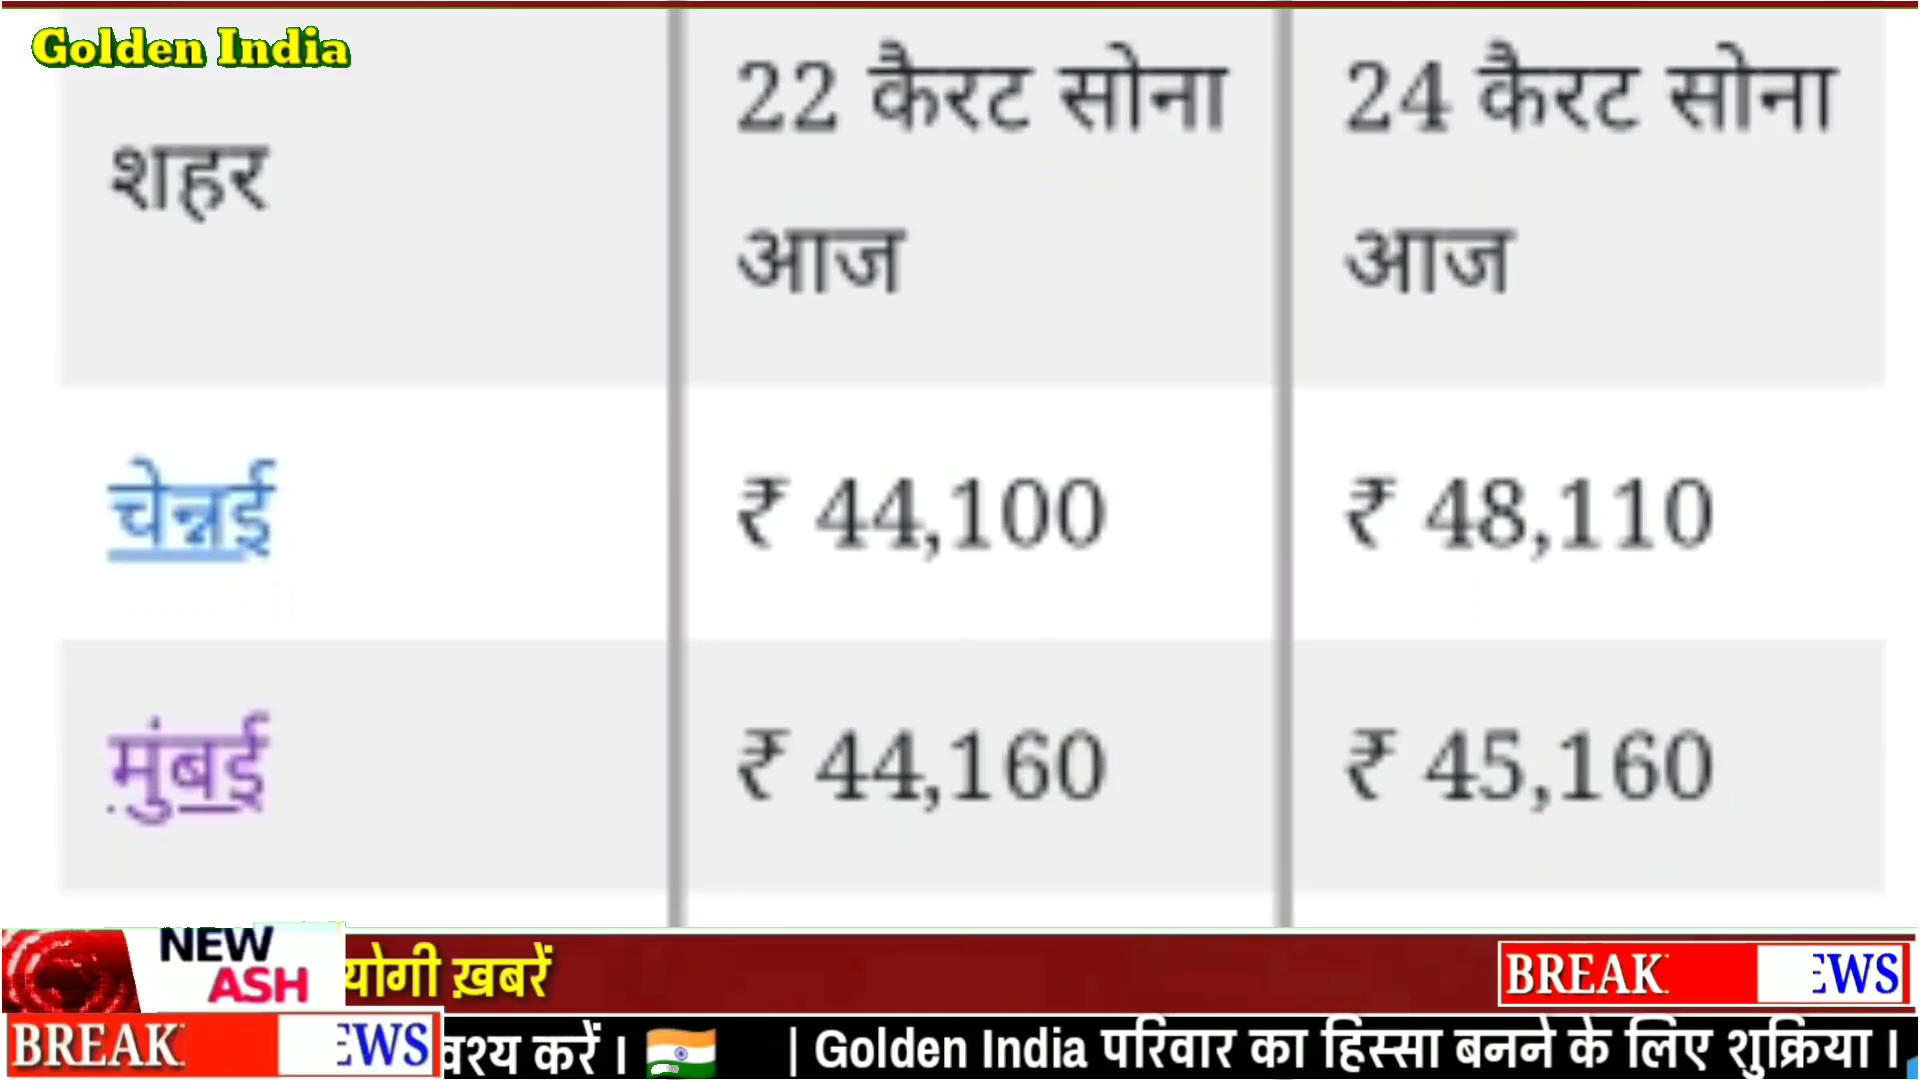 Golden India
शहर
22 कैरट सोना आज
24 कैरट सोना आज
चेन्नई
₹ 44,100
₹ 48,110
मुंबई
₹ 44,160
₹ 45,160
NEW
ASH
योगी ख़बरें
BREAK
EWS
BREAK
EWS
वश्य करें । 🇮🇳 | Golden India परिवार का हिस्सा बनने के लिए शुक्रिया ।